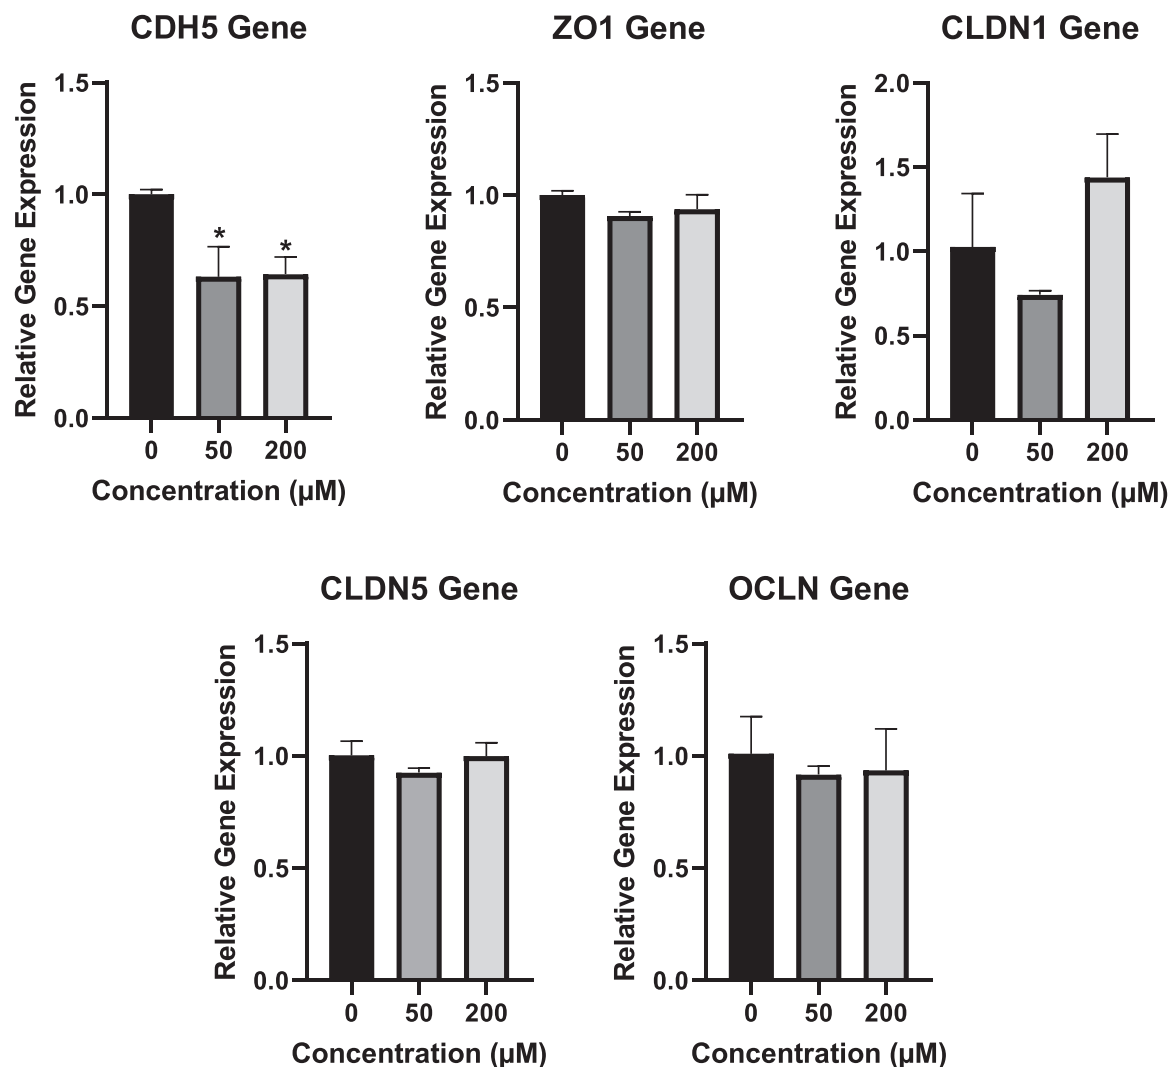 CDH5 Gene
Relative Gene Expression
1.5
1.0
0.5
0.0
*
*
0 50 200
Concentration (µM)
ZO1 Gene
Relative Gene Expression
1.5
1.0
0.5
0.0
0 50 200
Concentration (µM)
CLDN1 Gene
Relative Gene Expression
2.0
1.5
1.0
0.5
0.0
0 50 200
Concentration (µM)
CLDN5 Gene
Relative Gene Expression
1.5
1.0
0.5
0.0
0 50 200
Concentration (µM)
OCLN Gene
Relative Gene Expression
1.5
1.0
0.5
0.0
0 50 200
Concentration (µM)